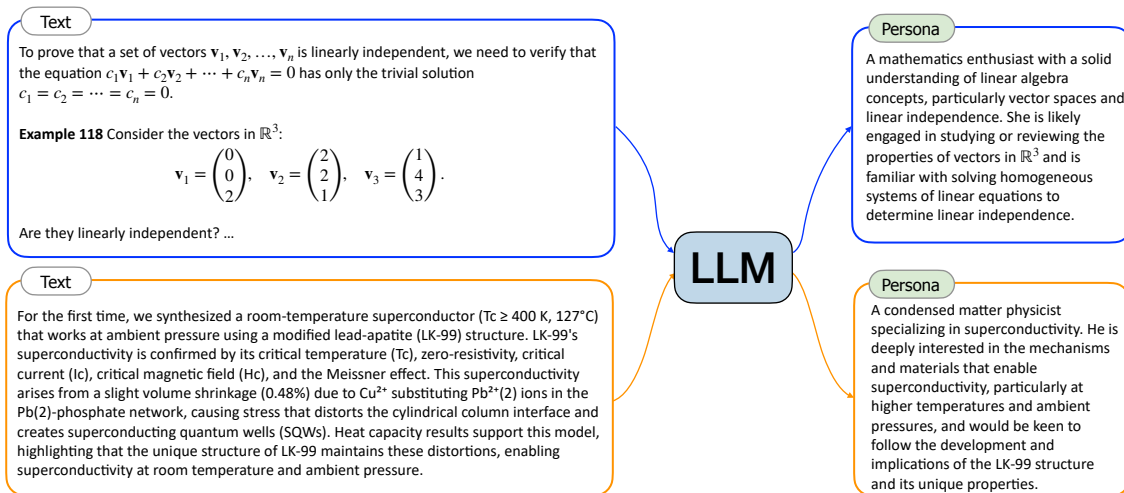 Text
To prove that a set of vectors v₁, v₂, …, vₙ is linearly independent, we need to verify that
the equation c₁v₁ + c₂v₂ + ⋯ + cₙvₙ = 0 has only the trivial solution
c₁ = c₂ = ⋯ = cₙ = 0.
Example 118 Consider the vectors in ℝ³:
v₁ = (0 0 2), v₂ = (2 2 1), v₃ = (1 4 3).
Are they linearly independent? …
Persona
A mathematics enthusiast with a solid
understanding of linear algebra
concepts, particularly vector spaces and
linear independence. She is likely
engaged in studying or reviewing the
properties of vectors in ℝ³ and is
familiar with solving homogeneous
systems of linear equations to
determine linear independence.
LLM
Text
For the first time, we synthesized a room-temperature superconductor (Tc ≥ 400 K, 127°C)
that works at ambient pressure using a modified lead-apatite (LK-99) structure. LK-99's
superconductivity is confirmed by its critical temperature (Tc), zero-resistivity, critical
current (Ic), critical magnetic field (Hc), and the Meissner effect. This superconductivity
arises from a slight volume shrinkage (0.48%) due to Cu²⁺ substituting Pb²⁺(2) ions in the
Pb(2)-phosphate network, causing stress that distorts the cylindrical column interface and
creates superconducting quantum wells (SQWs). Heat capacity results support this model,
highlighting that the unique structure of LK-99 maintains these distortions, enabling
superconductivity at room temperature and ambient pressure.
Persona
A condensed matter physicist
specializing in superconductivity. He is
deeply interested in the mechanisms
and materials that enable
superconductivity, particularly at
higher temperatures and ambient
pressures, and would be keen to
follow the development and
implications of the LK-99 structure
and its unique properties.